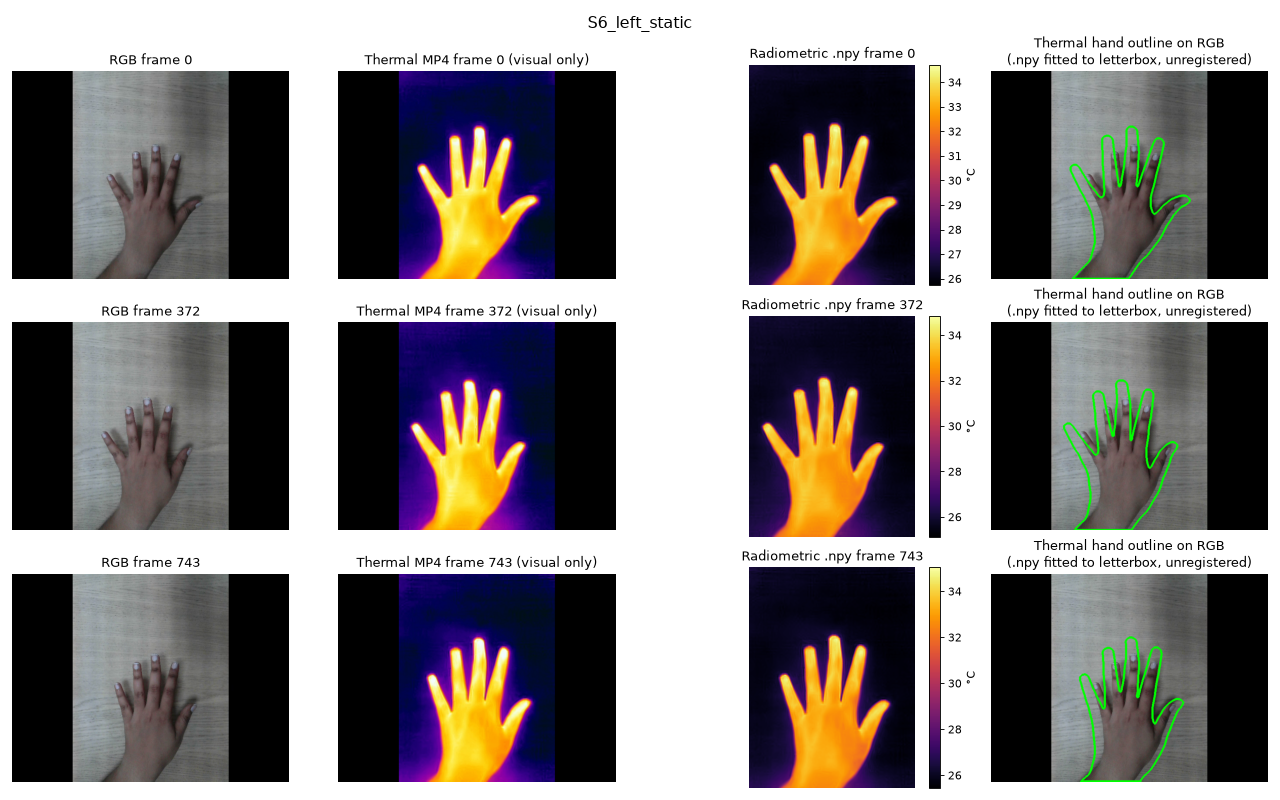 S6_left_static
RGB frame 0
Thermal MP4 frame 0 (visual only)
Radiometric .npy frame 0
Thermal hand outline on RGB
(.npy fitted to letterbox, unregistered)
34
33
32
31
30
29
28
27
26
°C
RGB frame 372
Thermal MP4 frame 372 (visual only)
Radiometric .npy frame 372
Thermal hand outline on RGB
(.npy fitted to letterbox, unregistered)
34
32
30
28
26
°C
RGB frame 743
Thermal MP4 frame 743 (visual only)
Radiometric .npy frame 743
Thermal hand outline on RGB
(.npy fitted to letterbox, unregistered)
34
32
30
28
26
°C